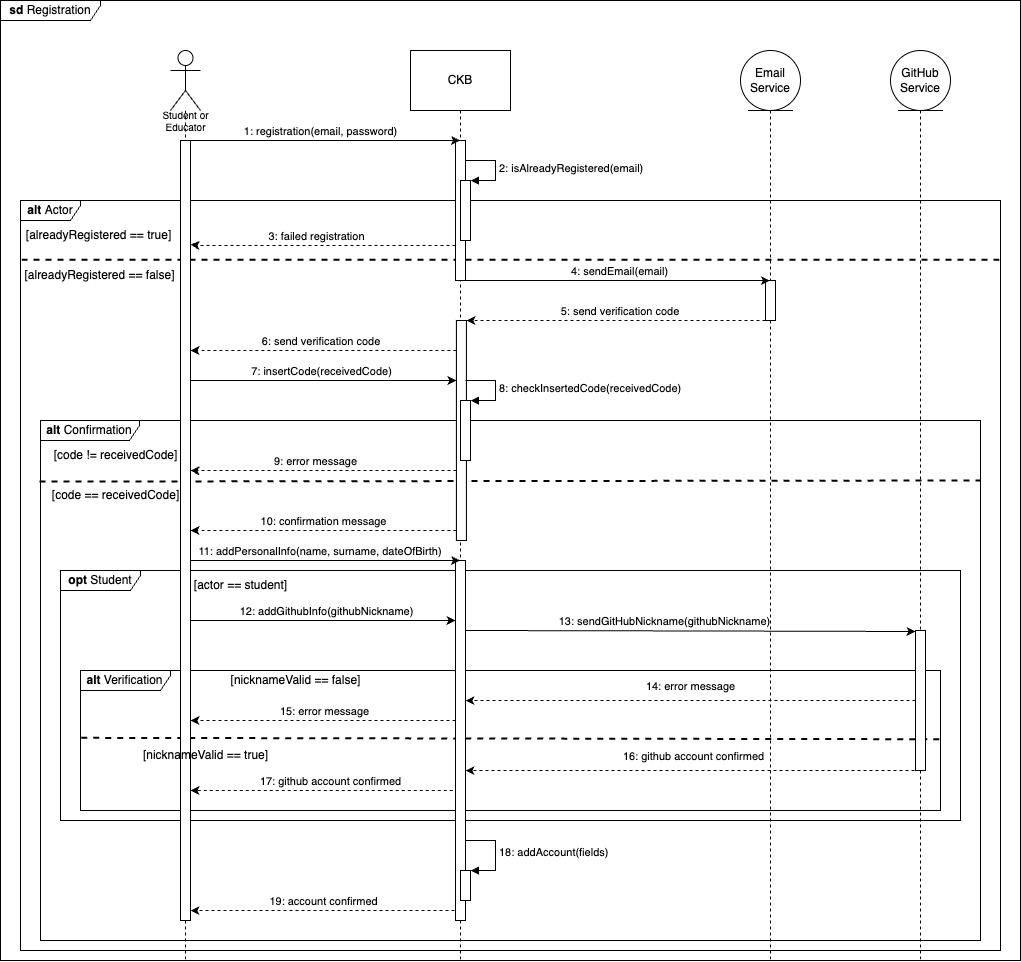 sd Registration
Student or
Educator
CKB
Email
Service
GitHub
Service
1: registration(email, password)
2: isAlreadyRegistered(email)
alt Actor
[alreadyRegistered == true]
3: failed registration
[alreadyRegistered == false]
4: sendEmail(email)
5: send verification code
6: send verification code
7: insertCode(receivedCode)
8: checkInsertedCode(receivedCode)
alt Confirmation
[code != receivedCode]
9: error message
[code == receivedCode]
10: confirmation message
11: addPersonalInfo(name, surname, dateOfBirth)
opt Student
[actor == student]
12: addGithubInfo(githubNickname)
13: sendGitHubNickname(githubNickname)
alt Verification
[nicknameValid == false]
14: error message
15: error message
[nicknameValid == true]
16: github account confirmed
17: github account confirmed
18: addAccount(fields)
19: account confirmed